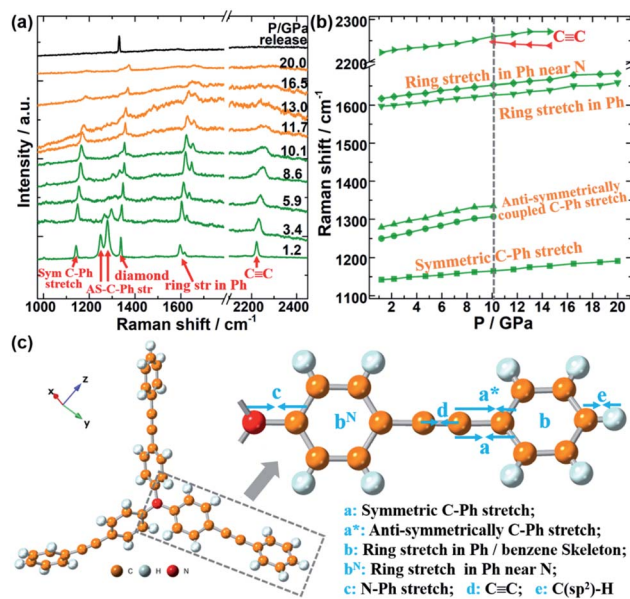 (a)
P/GPa
release
20.0
16.5
13.0
11.7
10.1
8.6
5.9
3.4
1.2
Intensity / a.u.
Sym C-Ph
stretch
AS-C-Ph str
diamond
ring str in Ph
C≡C
1000 1200 1400 1600 1800 2200 2400
Raman shift / cm⁻¹
(b)
2300
2200
1600
1400
1300
1200
1100
Raman shift / cm⁻¹
C≡C
Ring stretch in Ph near N
Ring stretch in Ph
Anti-symmetrically
coupled C-Ph stretch
Symmetric C-Ph stretch
0 2 4 6 8 10 12 14 16 18 20
P / GPa
(c)
x
z
y
C H N
c
bᴺ
d
a*
a
b
e
a: Symmetric C-Ph stretch;
a*: Anti-symmetrically C-Ph stretch;
b: Ring stretch in Ph / benzene Skeleton;
bᴺ: Ring stretch in Ph near N;
c: N-Ph stretch; d: C≡C; e: C(sp²)-H